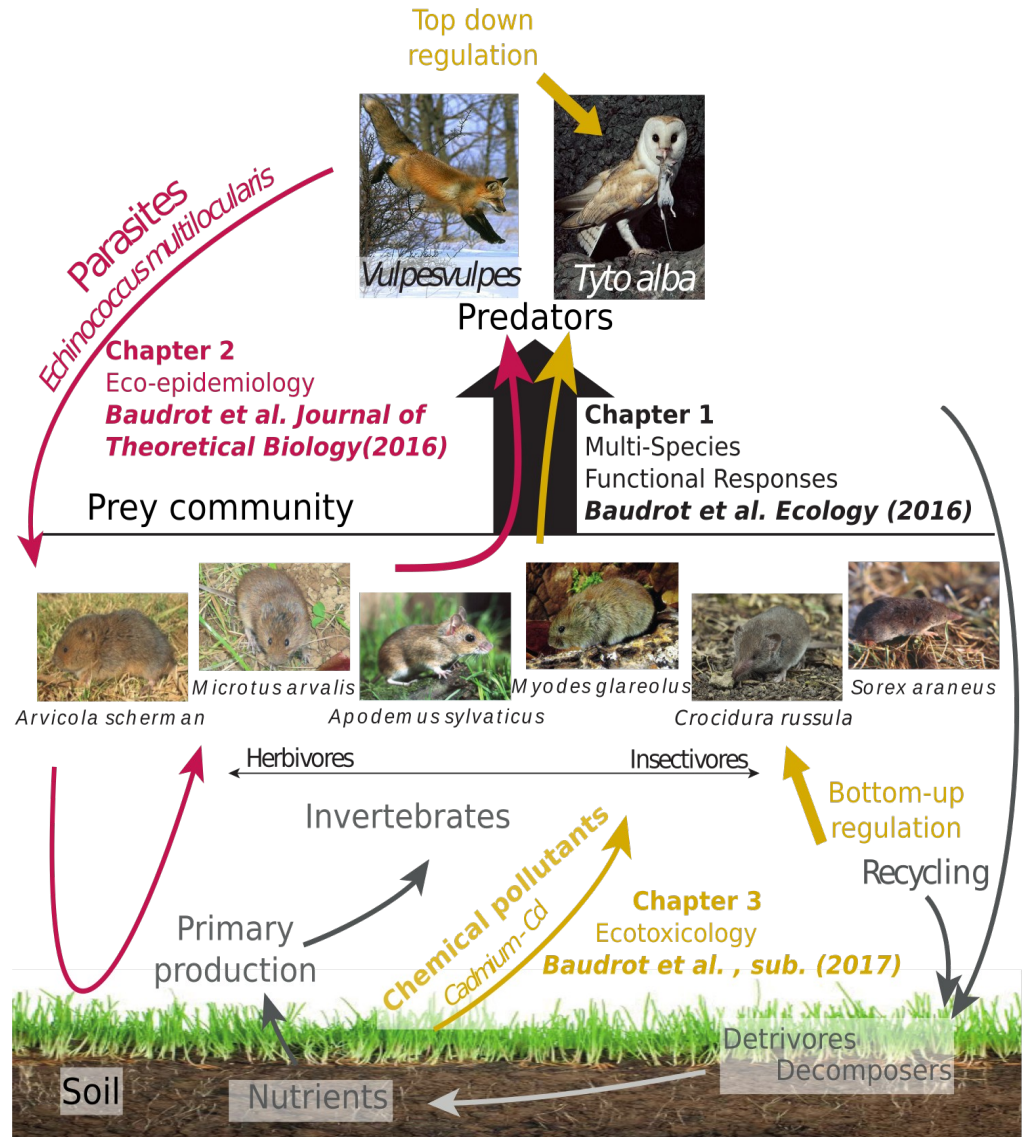 Top down
regulation
Parasites
Echinococcus multilocularis
Vulpesvulpes
Tyto alba
Predators
Chapter 2
Eco-epidemiology
Baudrot et al. Journal of
Theoretical Biology(2016)
Chapter 1
Multi-Species
Functional Responses
Baudrot et al. Ecology (2016)
Prey community
Arvicola scherman
Microtus arvalis
Apodemus sylvaticus
Myodes glareolus
Crocidura russula
Sorex araneus
Herbivores
Insectivores
Invertebrates
Bottom-up
regulation
Recycling
Chemical pollutants
Cadmium - Cd
Chapter 3
Ecotoxicology
Baudrot et al. , sub. (2017)
Primary
production
Detrivores
Decomposers
Soil
Nutrients